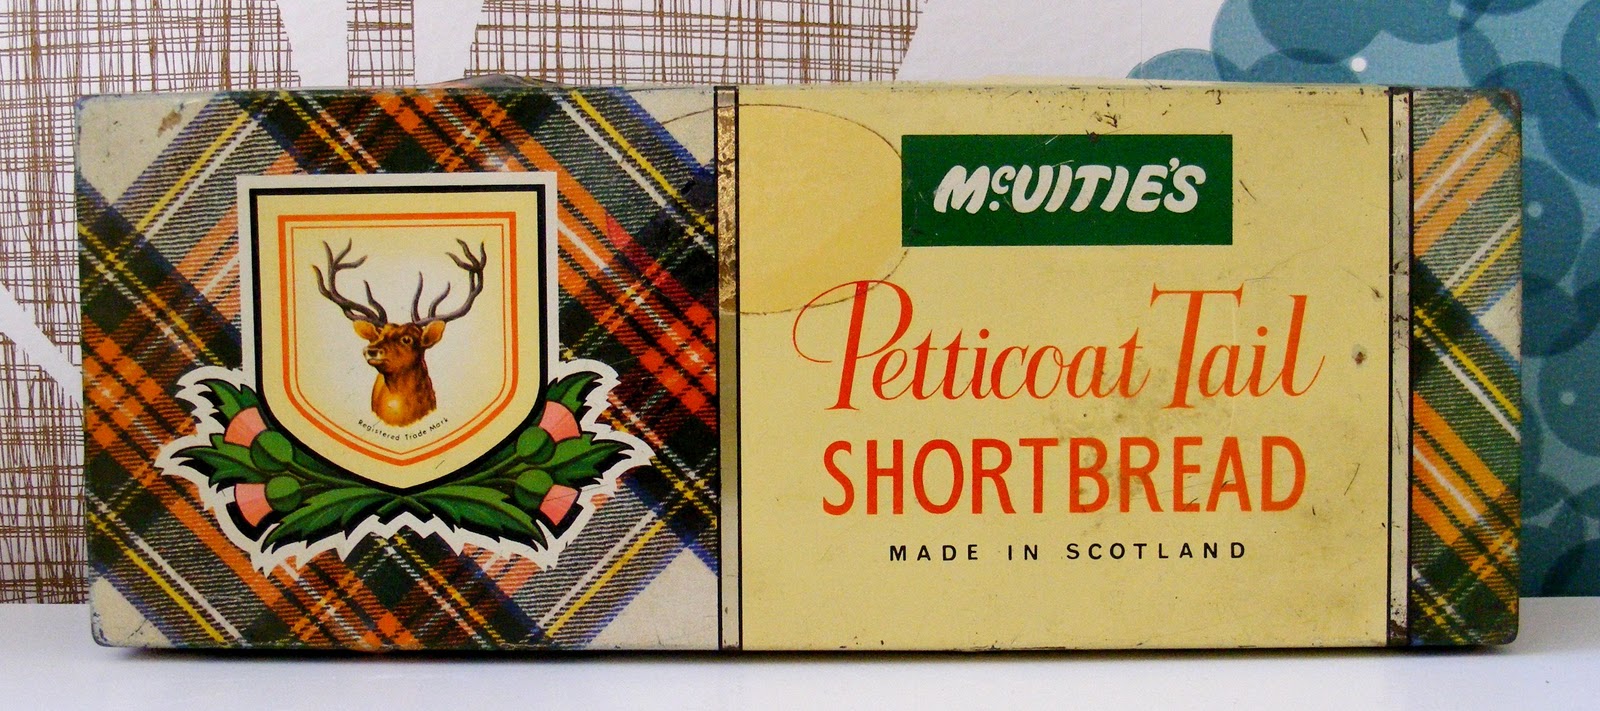 Registered Trade Mark
McVITIE'S
Petticoat Tail
SHORTBREAD
MADE IN SCOTLAND